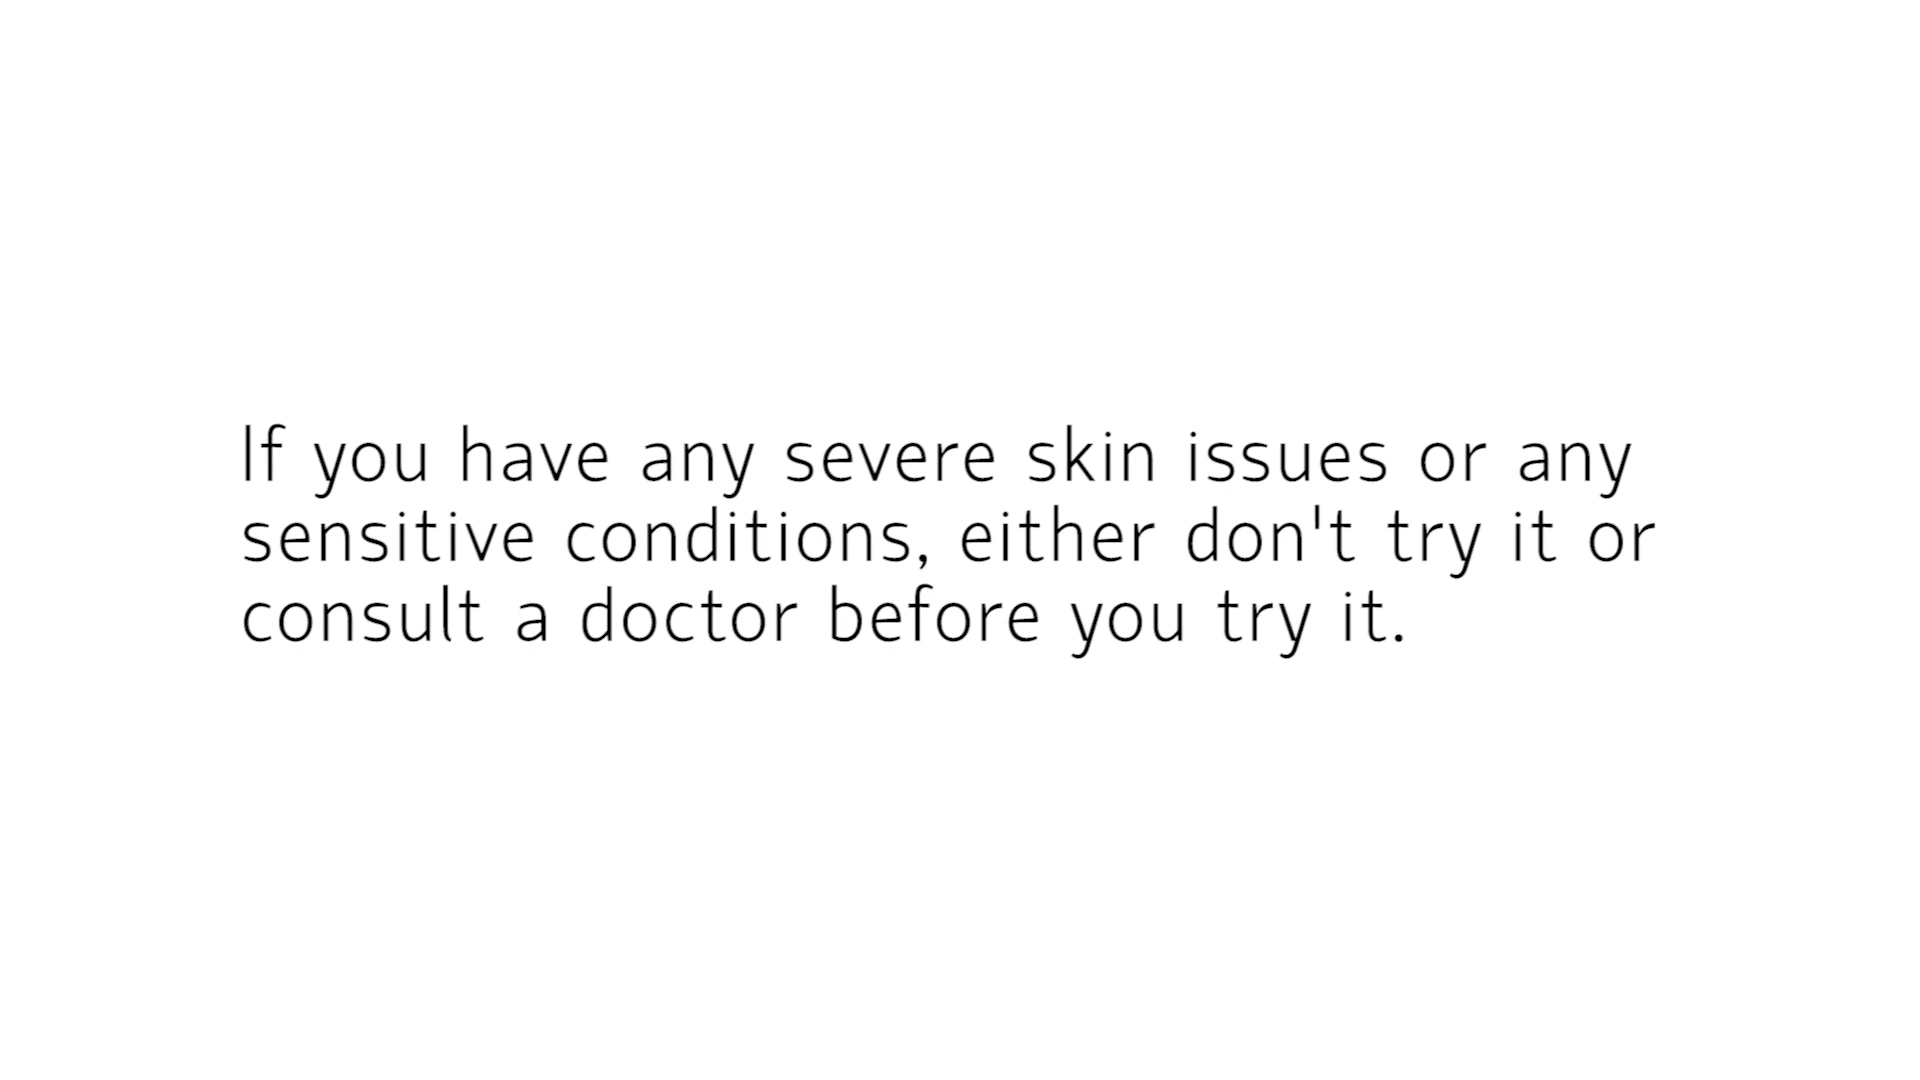 If you have any severe skin issues or any
sensitive conditions, either don't try it or
consult a doctor before you try it.